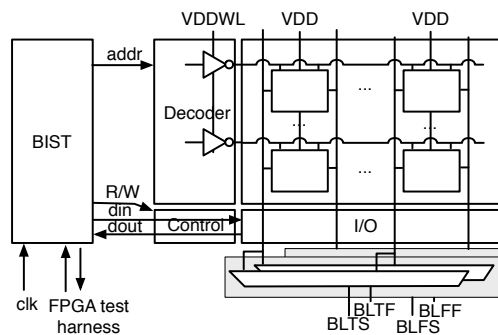 VDDWL VDD VDD
addr
Decoder
... ...
... ...
BIST
... ...
R/W
din
dout
Control
I/O
clk
FPGA test
harness
BLTS
BLTF
BLFS
BLFF